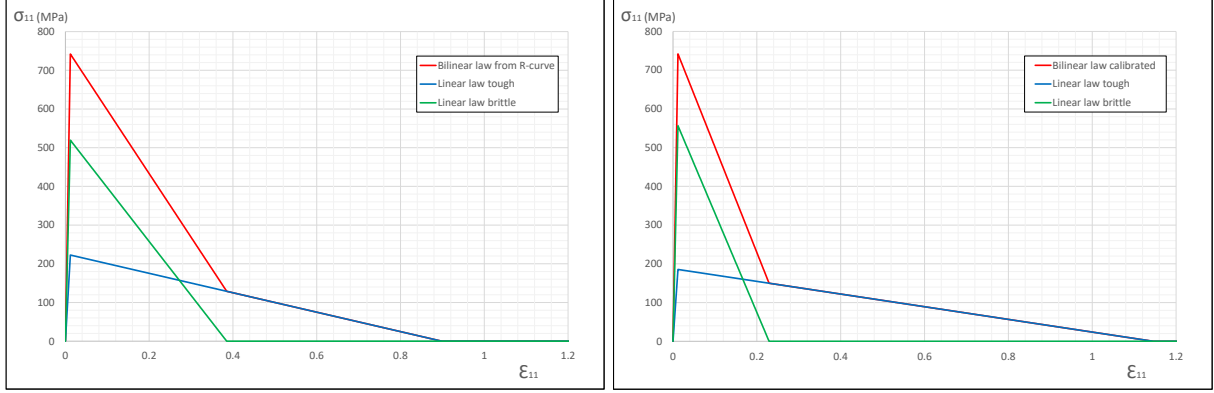 σ11 (MPa)
800
700
600
500
400
300
200
100
0
0 0.2 0.4 0.6 0.8 1 1.2
ε11
Bilinear law from R-curve
Linear law tough
Linear law brittle
σ11 (MPa)
800
700
600
500
400
300
200
100
0
0 0.2 0.4 0.6 0.8 1 1.2
ε11
Bilinear law calibrated
Linear law tough
Linear law brittle